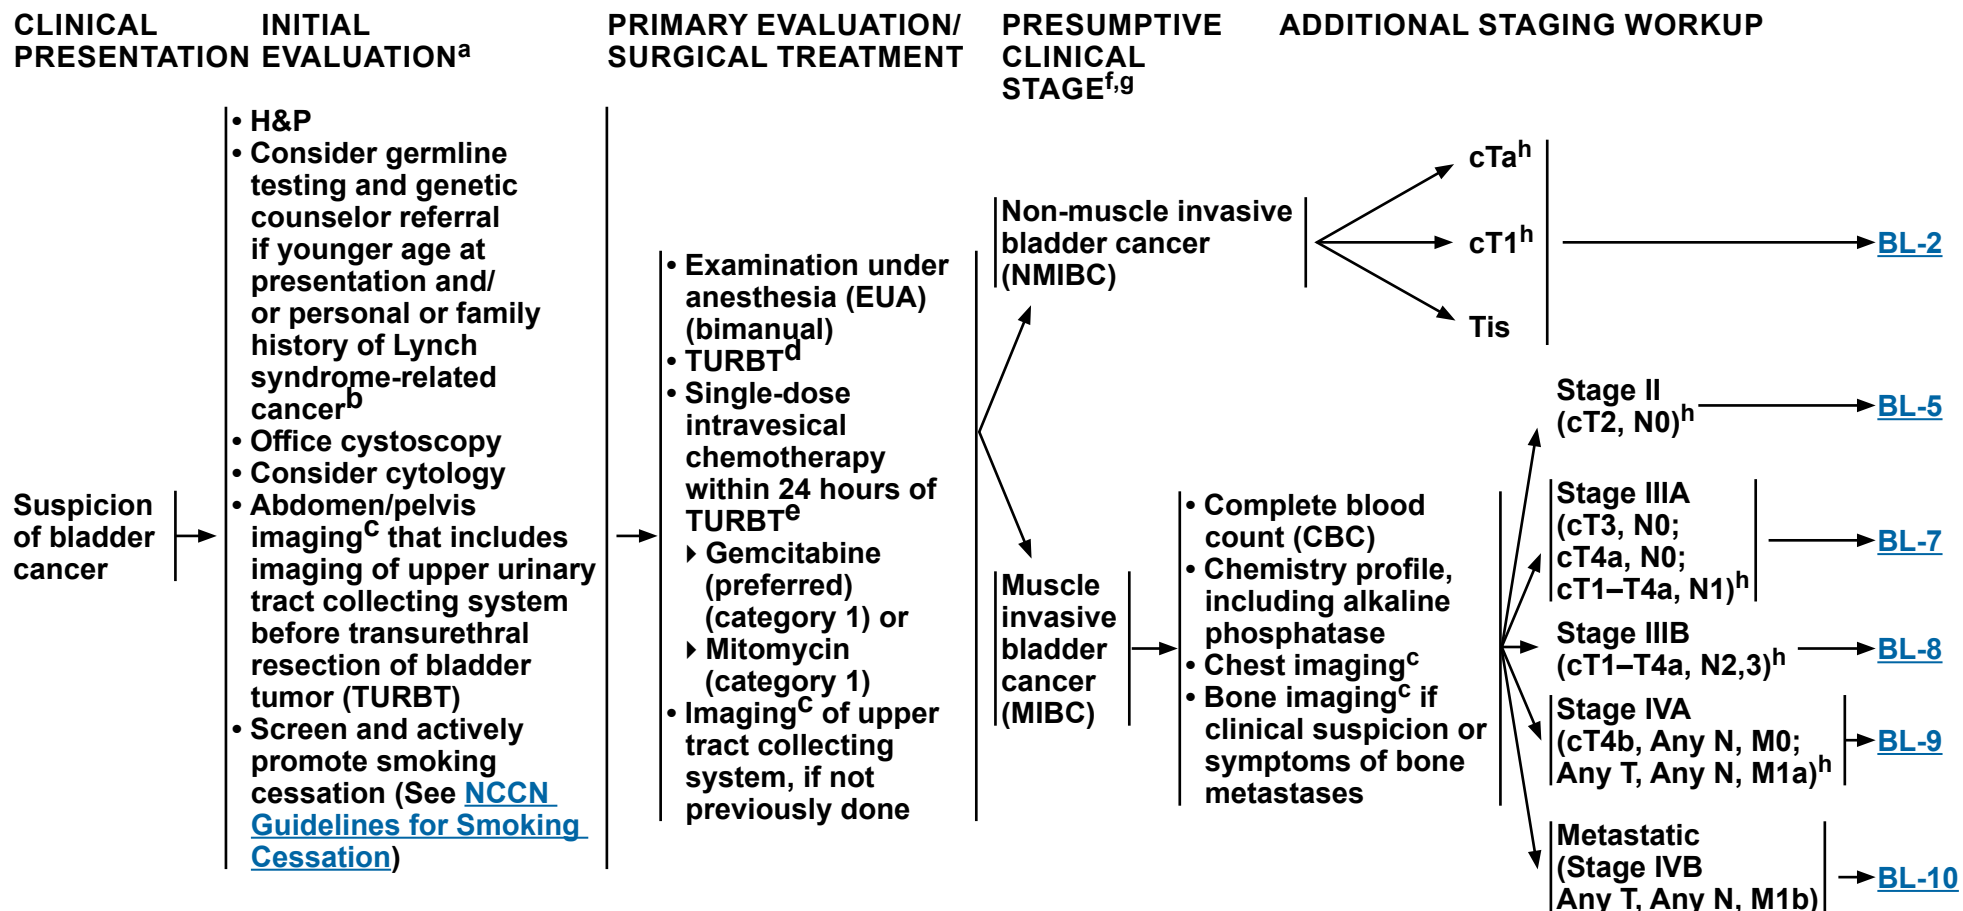 CLINICAL
PRESENTATION
INITIAL
EVALUATIONa
PRIMARY EVALUATION/
SURGICAL TREATMENT
PRESUMPTIVE
CLINICAL
STAGEf,g
ADDITIONAL STAGING WORKUP
Suspicion
of bladder
cancer
• H&P
• Consider germline
testing and genetic
counselor referral
if younger age at
presentation and/
or personal or family
history of Lynch
syndrome-related
cancerb
• Office cystoscopy
• Consider cytology
• Abdomen/pelvis
imagingc that includes
imaging of upper urinary
tract collecting system
before transurethral
resection of bladder
tumor (TURBT)
• Screen and actively
promote smoking
cessation (See NCCN
Guidelines for Smoking
Cessation)
• Examination under
anesthesia (EUA)
(bimanual)
• TURBTd
• Single-dose
intravesical
chemotherapy
within 24 hours of
TURBTe
▸ Gemcitabine
(preferred)
(category 1) or
▸ Mitomycin
(category 1)
• Imagingc of upper
tract collecting
system, if not
previously done
Non-muscle invasive
bladder cancer
(NMIBC)
cTah
cT1h
Tis
BL-2
Muscle
invasive
bladder
cancer
(MIBC)
• Complete blood
count (CBC)
• Chemistry profile,
including alkaline
phosphatase
• Chest imagingc
• Bone imagingc if
clinical suspicion or
symptoms of bone
metastases
Stage II
(cT2, N0)h
BL-5
Stage IIIA
(cT3, N0;
cT4a, N0;
cT1–T4a, N1)h
BL-7
Stage IIIB
(cT1–T4a, N2,3)h
BL-8
Stage IVA
(cT4b, Any N, M0;
Any T, Any N, M1a)h
BL-9
Metastatic
(Stage IVB
Any T, Any N, M1b)
BL-10